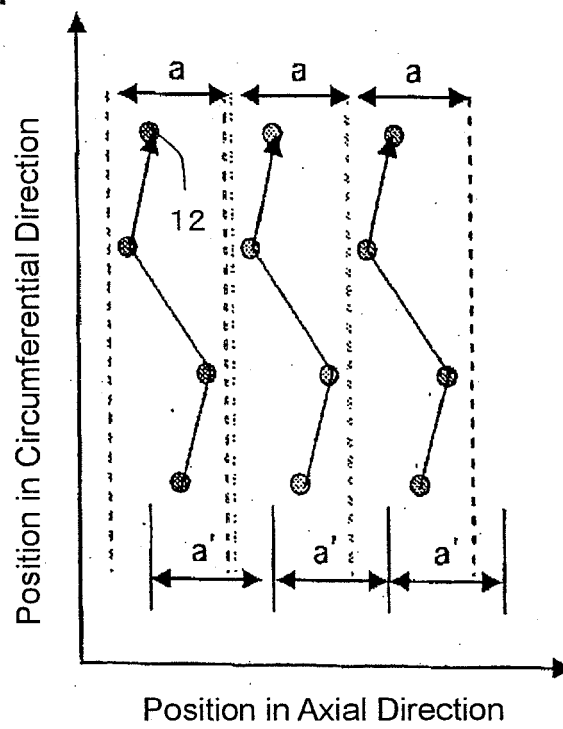 a a a
12
a' a' a'
Position in Circumferential Direction
Position in Axial Direction